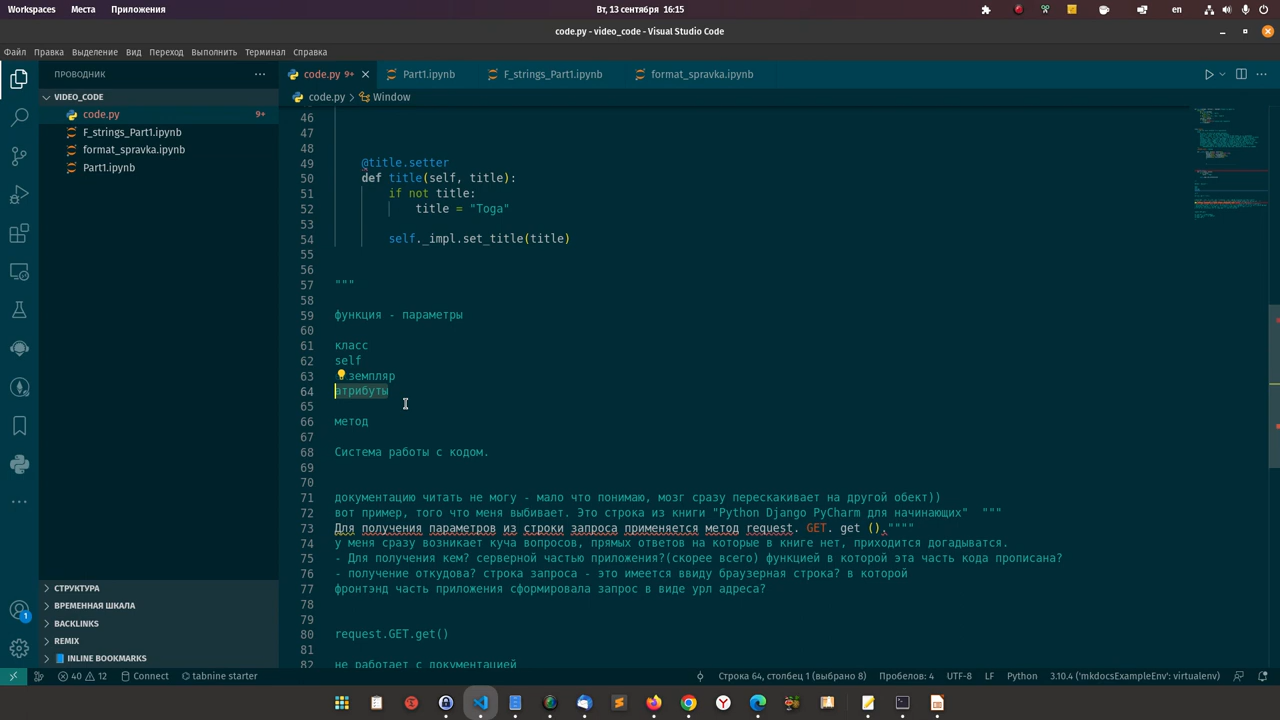 Workspaces Места Приложения Вт, 13 сентября 16:15 en
code.py - video_code - Visual Studio Code
Файл Правка Выделение Вид Переход Выполнить Терминал Справка
ПРОВОДНИК
code.py 9+ Part1.ipynb F_strings_Part1.ipynb format_spravka.ipynb
VIDEO_CODE
code.py > Window
code.py 9+
F_strings_Part1.ipynb
format_spravka.ipynb
Part1.ipynb
46
47
48
49 @title.setter
50 def title(self, title):
51 if not title:
52 title = "Toga"
53
54 self._impl.set_title(title)
55
56
57 """
58
59 функция - параметры
60
61 класс
62 self
63 земпляр
64 атрибуты
65
66 метод
67
68 Система работы с кодом.
69
70
71 документацию читать не могу - мало что понимаю, мозг сразу перескакивает на другой обект))
72 вот пример, того что меня выбивает. Это строка из книги "Python Django PyCharm для начинающих" """
73 Для получения параметров из строки запроса применяется метод request. GET. get ().""""
74 у меня сразу возникает куча вопросов, прямых ответов на которые в книге нет, приходится догадыватся.
75 - Для получения кем? серверной частью приложения?(скорее всего) функцией в которой эта часть кода прописана?
76 - получение откудова? строка запроса - это имеется ввиду браузерная строка? в которой
77 фронтэнд часть приложения сформировала запрос в виде урл адреса?
78
79
80 request.GET.get()
81
82 не работает с документацией
СТРУКТУРА
ВРЕМЕННАЯ ШКАЛА
BACKLINKS
REMIX
INLINE BOOKMARKS
1
40 12 Connect tabnine starter Строка 64, столбец 1 (выбрано 8) Пробелов: 4 UTF-8 LF Python 3.10.4 ('mkdocsExampleEnv': virtualenv)